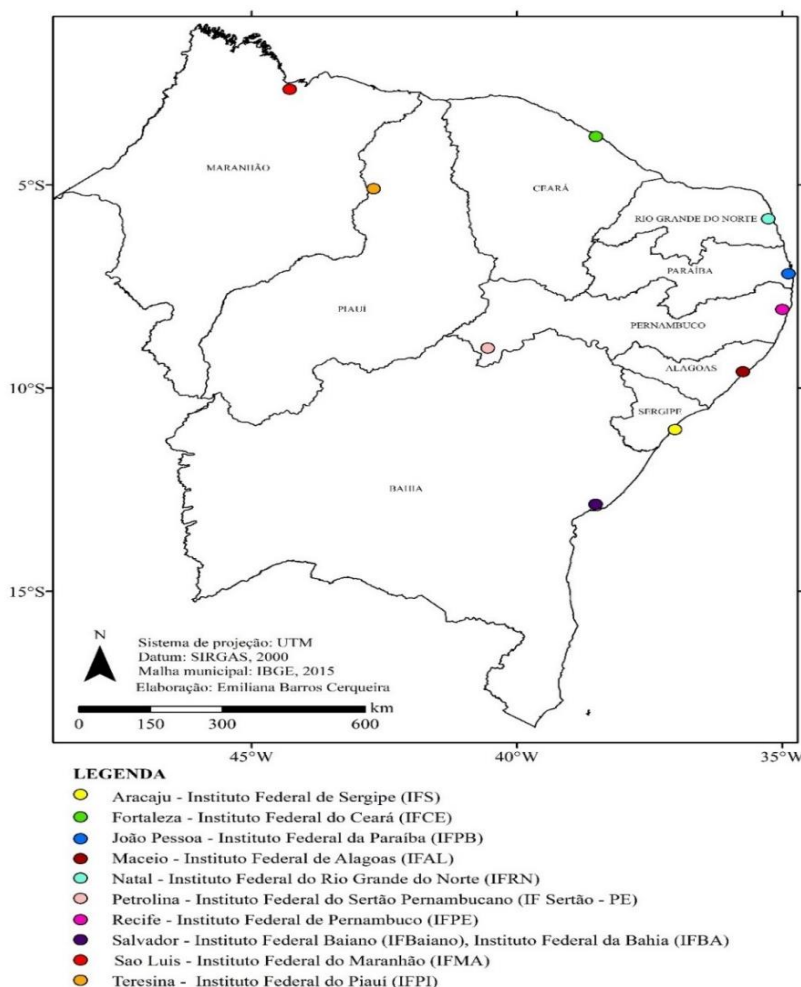 MARANHÃO
CEARÁ
5°S
RIO GRANDE DO NORTE
PARAÍBA
PIAUÍ
PERNAMBUCO
ALAGOAS
10°S
SERGIPE
BAHIA
15°S
N
Sistema de projeção: UTM
Datum: SIRGAS, 2000
Malha municipal: IBGE, 2015
Elaboração: Emiliana Barros Cerqueira
km
0 150 300 600
45°W 40°W 35°W
LEGENDA
Aracaju - Instituto Federal de Sergipe (IFS)
Fortaleza - Instituto Federal do Ceará (IFCE)
João Pessoa - Instituto Federal da Paraíba (IFPB)
Maceio - Instituto Federal de Alagoas (IFAL)
Natal - Instituto Federal do Rio Grande do Norte (IFRN)
Petrolina - Instituto Federal do Sertão Pernambucano (IF Sertão - PE)
Recife - Instituto Federal de Pernambuco (IFPE)
Salvador - Instituto Federal Baiano (IFBaiano), Instituto Federal da Bahia (IFBA)
Sao Luis - Instituto Federal do Maranhão (IFMA)
Teresina - Instituto Federal do Piauí (IFPI)